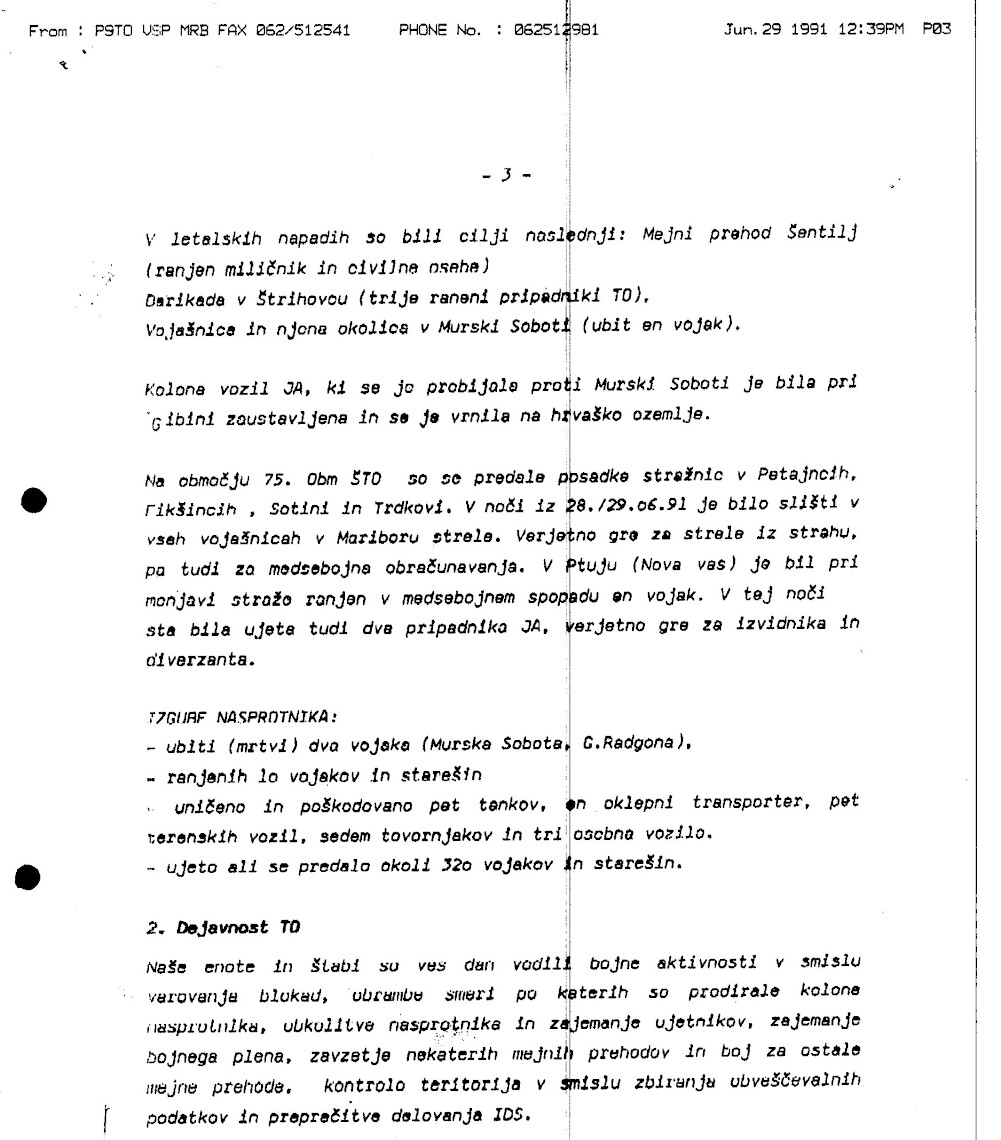 From : P9TO VSP MRB FAX 062/512541 PHONE No. : 062512981 Jun.29 1991 12:39PM P03
- 3 -
V letalskih napadih so bili cilji naslednji: Mejni prehod Šentilj
(ranjen miličnik in civilna oseba)
Barikada v Štrihovcu (trije raneni pripadniki TO),
Vojašnica in njena okolica v Murski Soboti (ubit en vojak).
Kolona vozil JA, ki se je probijala proti Murski Soboti je bila pri
Gibini zaustavljena in se je vrnila na hrvaško ozemlje.
Na območju 75. Obm ŠTO so se predale posadke stražnic v Petajncih,
Fikšincih , Sotini in Trdkovi. V noči iz 28./29.o6.91 je bilo slišti v
vseh vojašnicah v Mariboru strele. Verjetno gre za strele iz strahu,
pa tudi za medsebojna obračunavanja. V Ptuju (Nova vas) je bil pri
menjavi straže ranjen v medsebojnem spopadu en vojak. V tej noči
sta bila ujeta tudi dva pripadnika JA, verjetno gre za izvidnika in
diverzanta.
IZGUBE NASPROTNIKA:
- ubiti (mrtvi) dva vojaka (Murska Sobota, G.Radgona),
- ranjenih lo vojakov in starešin
- uničeno in poškodovano pet tankov, en oklepni transporter, pet
terenskih vozil, sedem tovornjakov in tri osebna vozilo.
- ujeto ali se predalo okoli 32o vojakov in starešin.
2. Dejavnost TO
Naše enote in štabi so ves dan vodili bojne aktivnosti v smislu
varovanja blokad, obrambe smeri po katerih so prodirale kolone
nasprotnika, obkolitve nasprotnika in zajemanje ujetnikov, zajemanje
bojnega plena, zavzetje nekaterih mejnih prehodov in boj za ostale
mejne prehode, kontrolo teritorija v smislu zbiranja obveščevalnih
podatkov in preprečitve delovanja IDS.